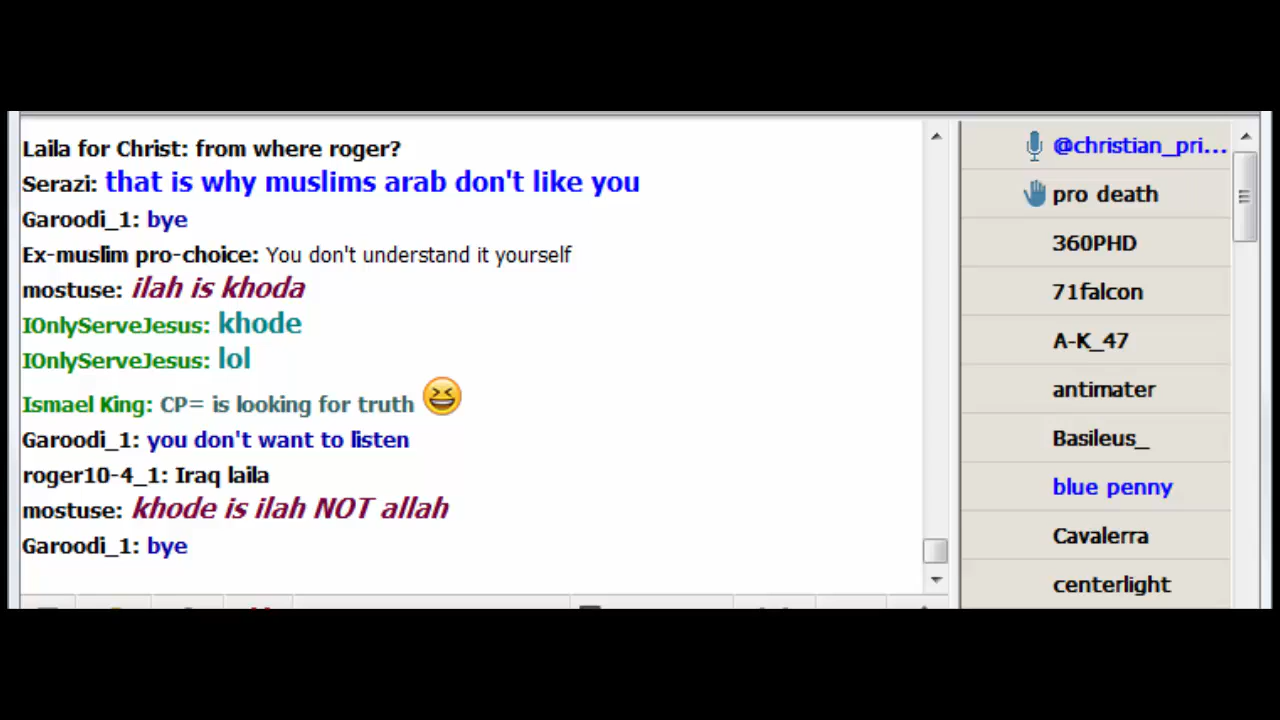 Laila for Christ: from where roger?
Serazi: that is why muslims arab don't like you
Garoodi_1: bye
Ex-muslim pro-choice: You don't understand it yourself
mostuse: ilah is khoda
IOnlyServeJesus: khode
IOnlyServeJesus: lol
Ismael King: CP= is looking for truth
Garoodi_1: you don't want to listen
roger10-4_1: Iraq laila
mostuse: khode is ilah NOT allah
Garoodi_1: bye
@christian_pri...
pro death
360PHD
71falcon
A-K_47
antimater
Basileus_
blue penny
Cavalerra
centerlight